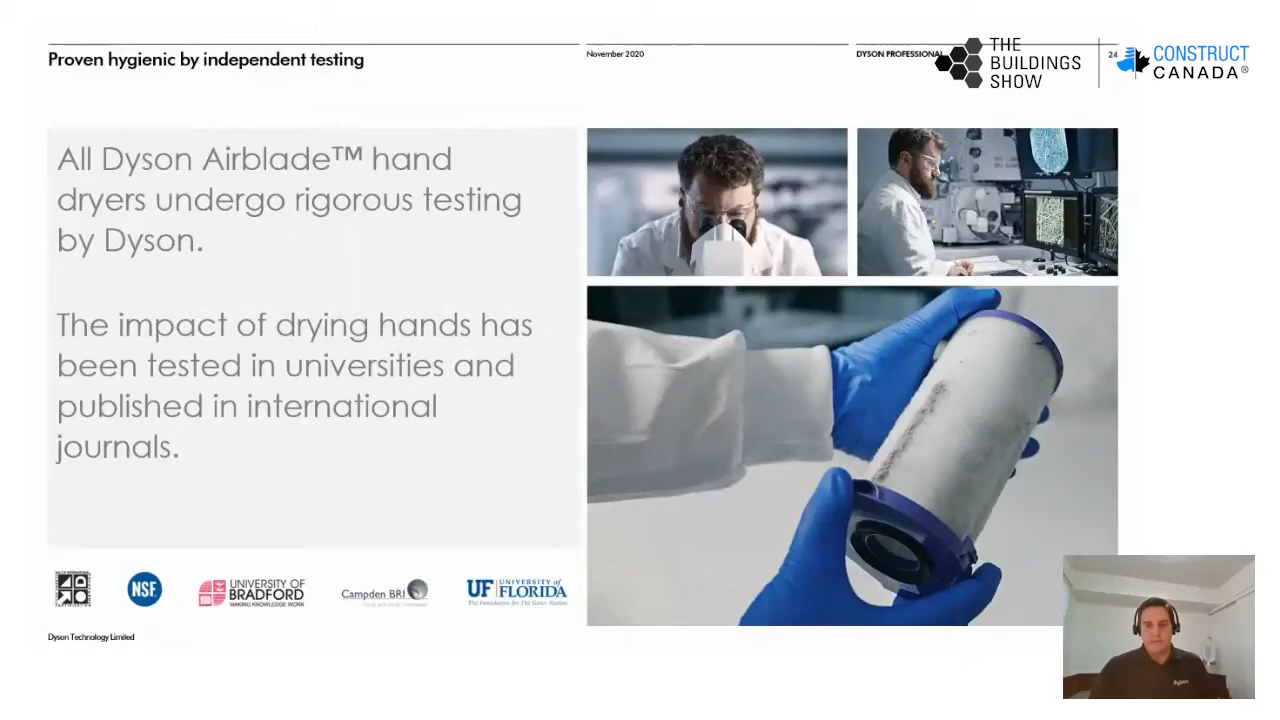 Proven hygienic by independent testing
November 2020
DYSON PROFESSIONAL
24
THE
BUILDINGS
SHOW
CONSTRUCT
CANADA®
All Dyson Airblade™ hand
dryers undergo rigorous testing
by Dyson.
The impact of drying hands has
been tested in universities and
published in international
journals.
NSF
UNIVERSITY OF
BRADFORD
MAKING KNOWLEDGE WORK
Campden BRI
UF UNIVERSITY of
FLORIDA
The Foundation for The Gator Nation
Dyson Technology Limited
dyson